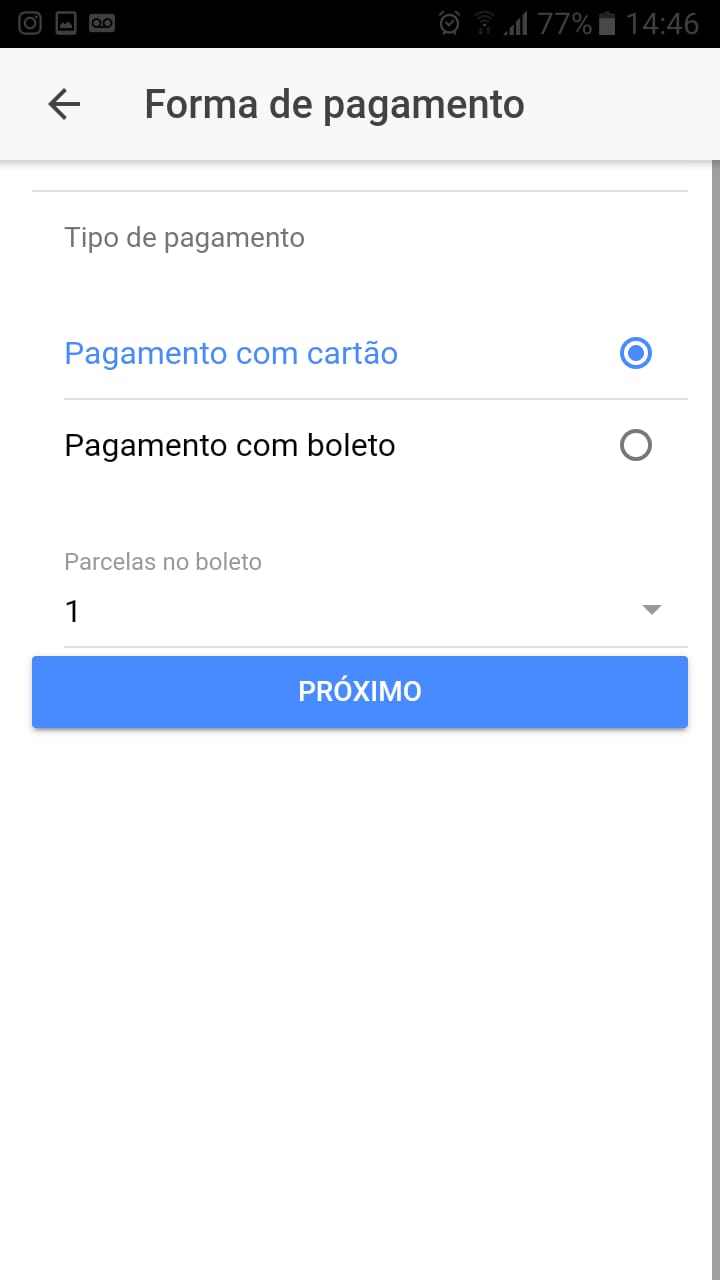 77% 14:46
Forma de pagamento
Tipo de pagamento
Pagamento com cartão
Pagamento com boleto
Parcelas no boleto
1
PRÓXIMO